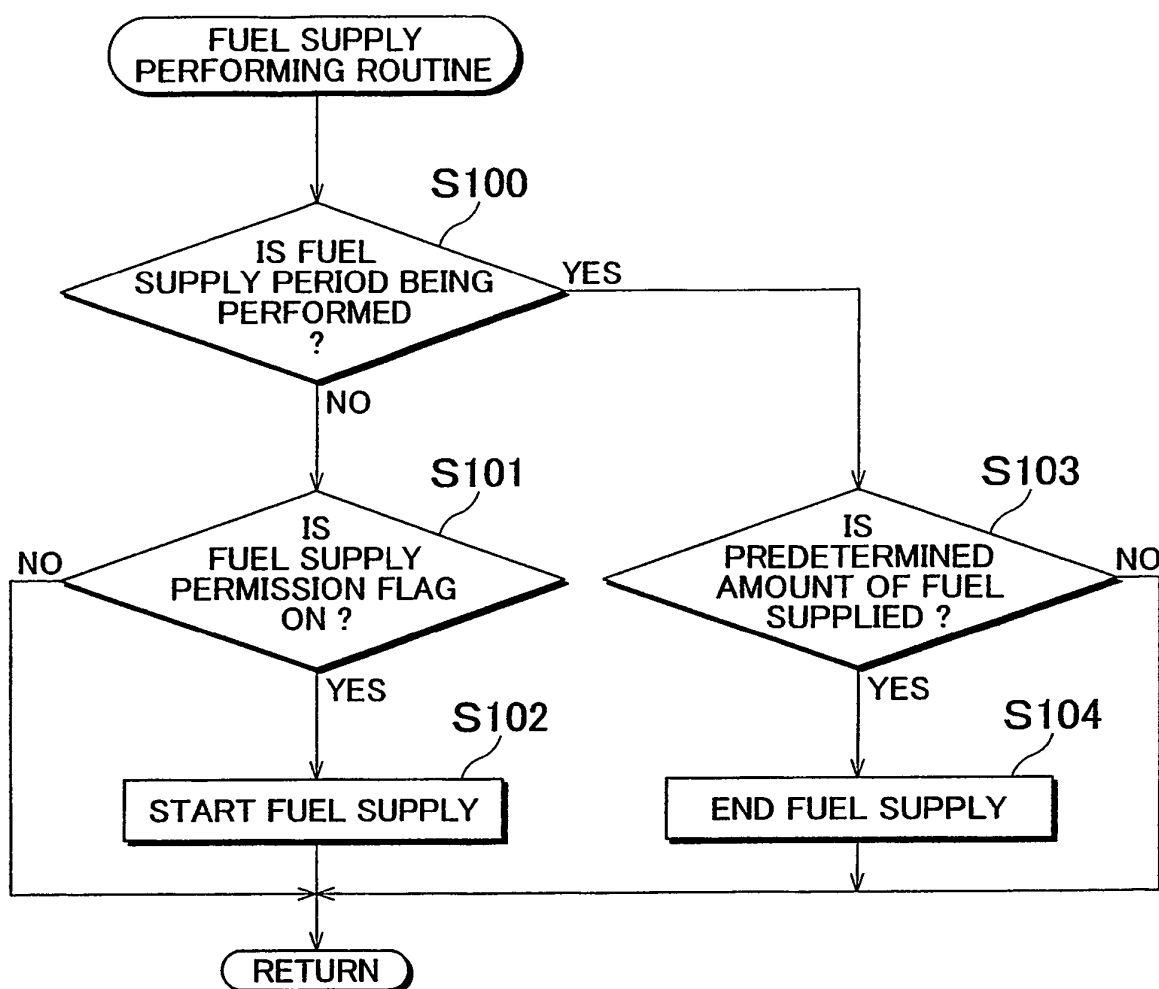 FUEL SUPPLY
PERFORMING ROUTINE
S100
IS FUEL
SUPPLY PERIOD BEING
PERFORMED
?
YES
NO
S101
IS
FUEL SUPPLY
PERMISSION FLAG
ON ?
NO
YES
S103
IS
PREDETERMINED
AMOUNT OF FUEL
SUPPLIED ?
NO
YES
S102
START FUEL SUPPLY
S104
END FUEL SUPPLY
RETURN